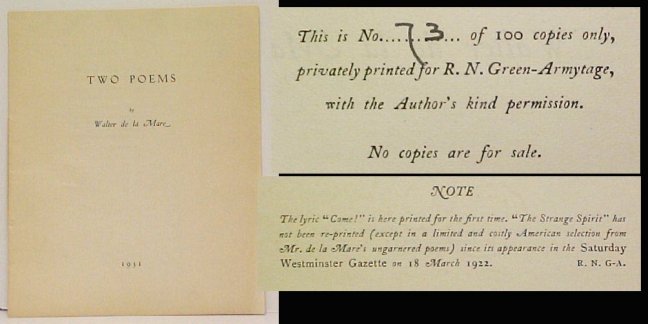 TWO POEMS
by
Walter de la Mare
1931
This is No....73... of 100 copies only,
privately printed for R. N. Green-Armytage,
with the Author's kind permission.
No copies are for sale.
NOTE
The lyric "Come!" is here printed for the first time. "The Strange Spirit" has
not been re-printed (except in a limited and costly American selection from
Mr. de la Mare's ungarnered poems) since its appearance in the Saturday
Westminster Gazette on 18 March 1922. R. N. G-A.